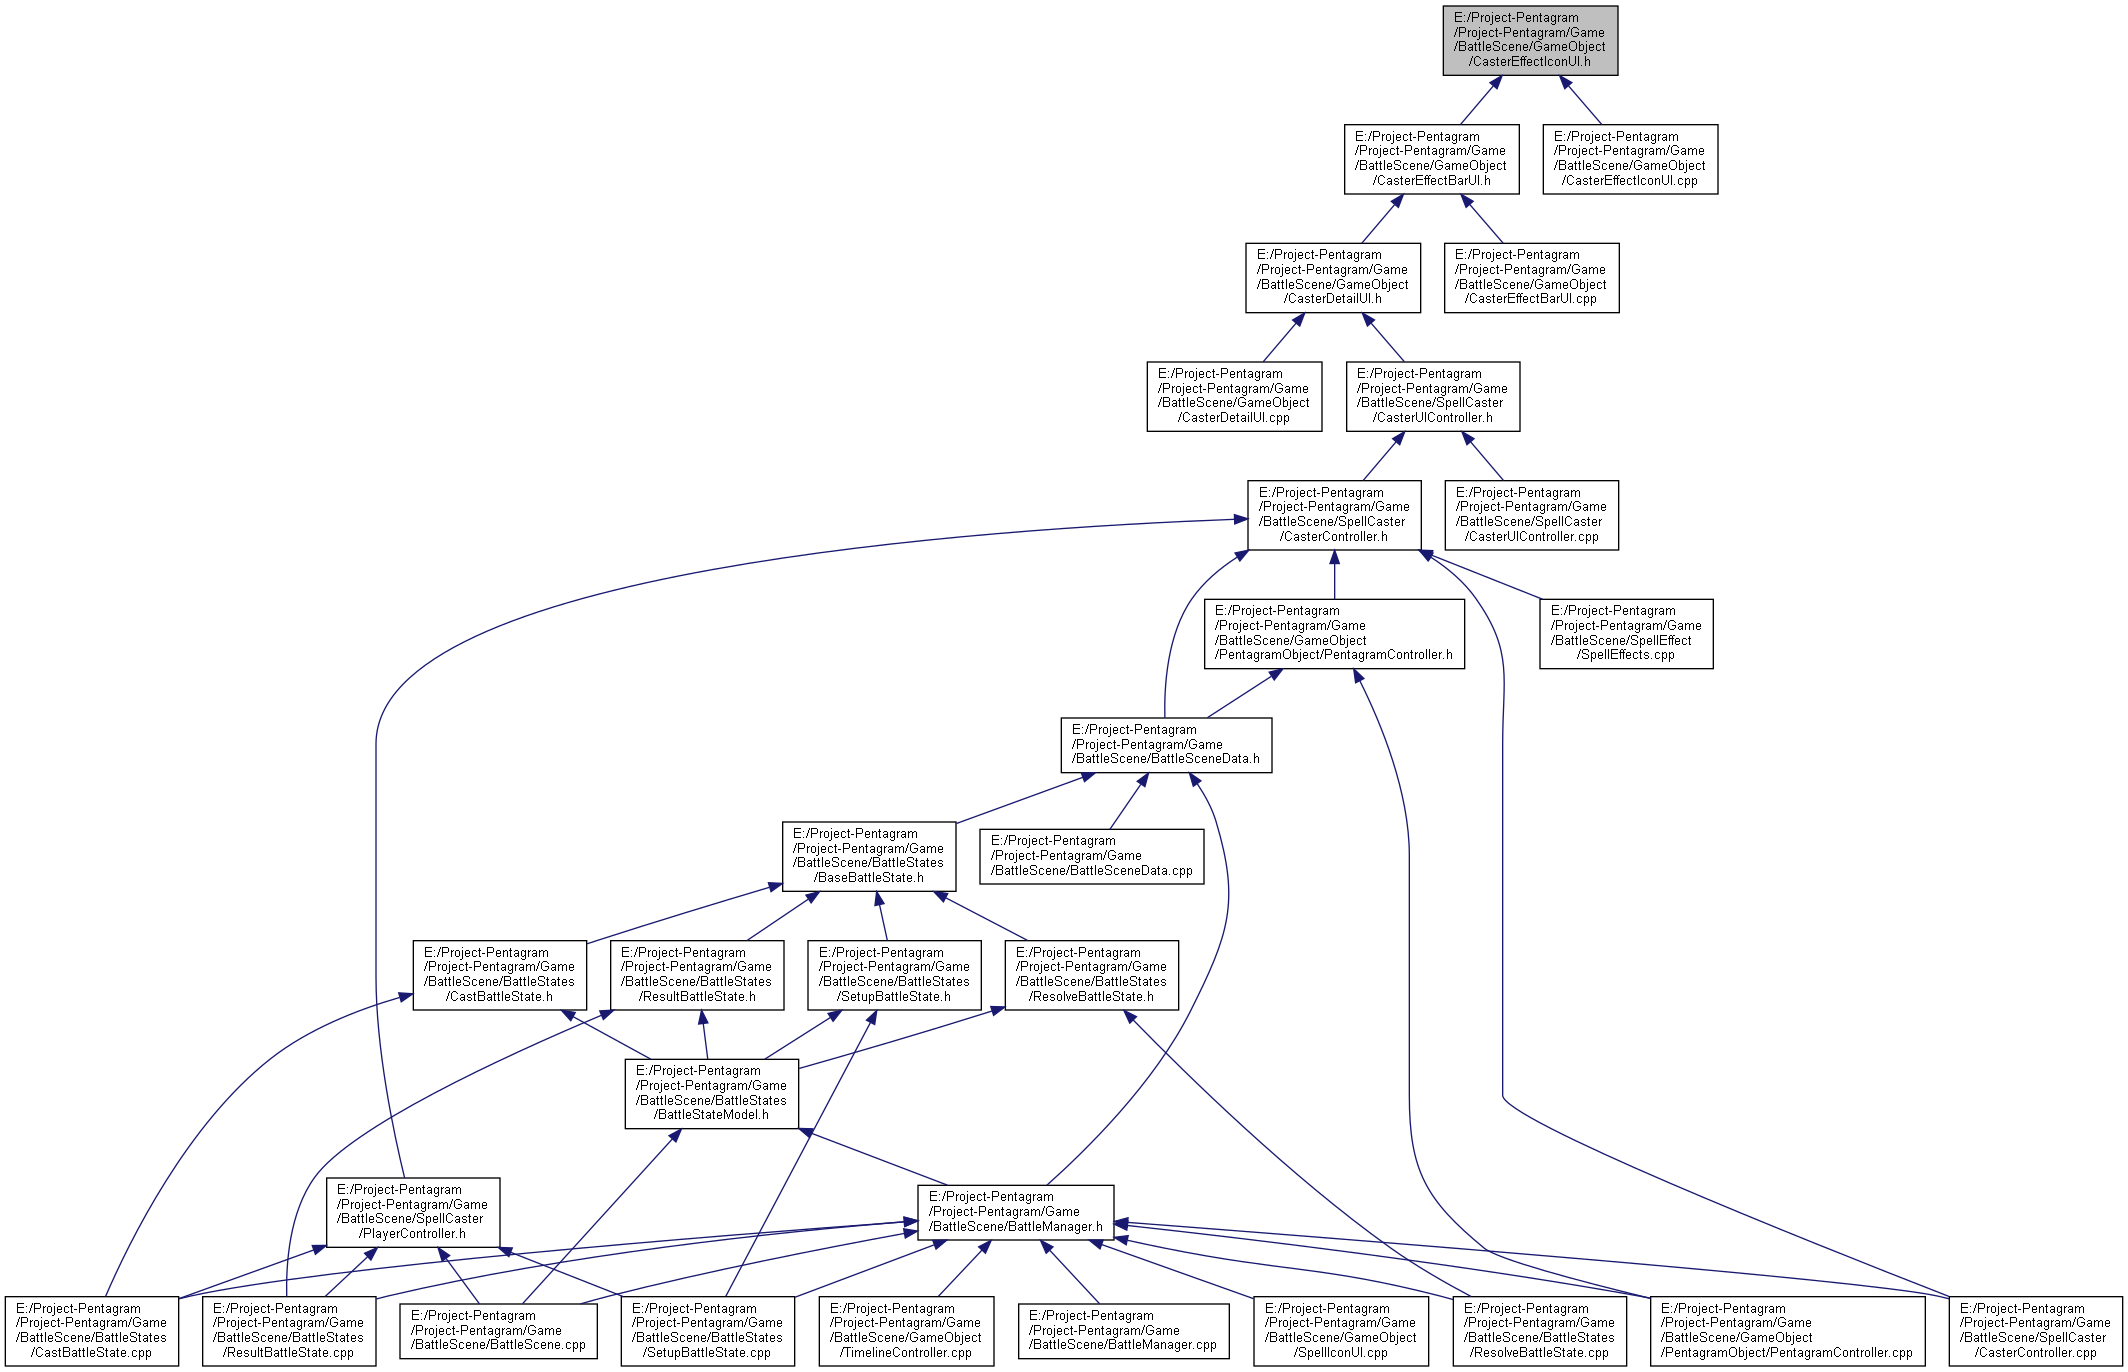 E:/Project-Pentagram
/Project-Pentagram/Game
/BattleScene/GameObject
/CasterEffectIconUI.h
E:/Project-Pentagram
/Project-Pentagram/Game
/BattleScene/GameObject
/CasterEffectBarUI.h
E:/Project-Pentagram
/Project-Pentagram/Game
/BattleScene/GameObject
/CasterEffectIconUI.cpp
E:/Project-Pentagram
/Project-Pentagram/Game
/BattleScene/GameObject
/CasterDetailUI.h
E:/Project-Pentagram
/Project-Pentagram/Game
/BattleScene/GameObject
/CasterEffectBarUI.cpp
E:/Project-Pentagram
/Project-Pentagram/Game
/BattleScene/GameObject
/CasterDetailUI.cpp
E:/Project-Pentagram
/Project-Pentagram/Game
/BattleScene/SpellCaster
/CasterUIController.h
E:/Project-Pentagram
/Project-Pentagram/Game
/BattleScene/SpellCaster
/CasterController.h
E:/Project-Pentagram
/Project-Pentagram/Game
/BattleScene/SpellCaster
/CasterUIController.cpp
E:/Project-Pentagram
/Project-Pentagram/Game
/BattleScene/GameObject
/PentagramObject/PentagramController.h
E:/Project-Pentagram
/Project-Pentagram/Game
/BattleScene/SpellEffect
/SpellEffects.cpp
E:/Project-Pentagram
/Project-Pentagram/Game
/BattleScene/BattleSceneData.h
E:/Project-Pentagram
/Project-Pentagram/Game
/BattleScene/BattleStates
/BaseBattleState.h
E:/Project-Pentagram
/Project-Pentagram/Game
/BattleScene/BattleSceneData.cpp
E:/Project-Pentagram
/Project-Pentagram/Game
/BattleScene/BattleStates
/CastBattleState.h
E:/Project-Pentagram
/Project-Pentagram/Game
/BattleScene/BattleStates
/ResultBattleState.h
E:/Project-Pentagram
/Project-Pentagram/Game
/BattleScene/BattleStates
/SetupBattleState.h
E:/Project-Pentagram
/Project-Pentagram/Game
/BattleScene/BattleStates
/ResolveBattleState.h
E:/Project-Pentagram
/Project-Pentagram/Game
/BattleScene/BattleStates
/BattleStateModel.h
E:/Project-Pentagram
/Project-Pentagram/Game
/BattleScene/SpellCaster
/PlayerController.h
E:/Project-Pentagram
/Project-Pentagram/Game
/BattleScene/BattleManager.h
E:/Project-Pentagram
/Project-Pentagram/Game
/BattleScene/BattleStates
/CastBattleState.cpp
E:/Project-Pentagram
/Project-Pentagram/Game
/BattleScene/BattleStates
/ResultBattleState.cpp
E:/Project-Pentagram
/Project-Pentagram/Game
/BattleScene/BattleScene.cpp
E:/Project-Pentagram
/Project-Pentagram/Game
/BattleScene/BattleStates
/SetupBattleState.cpp
E:/Project-Pentagram
/Project-Pentagram/Game
/BattleScene/GameObject
/TimelineController.cpp
E:/Project-Pentagram
/Project-Pentagram/Game
/BattleScene/BattleManager.cpp
E:/Project-Pentagram
/Project-Pentagram/Game
/BattleScene/GameObject
/SpellIconUI.cpp
E:/Project-Pentagram
/Project-Pentagram/Game
/BattleScene/BattleStates
/ResolveBattleState.cpp
E:/Project-Pentagram
/Project-Pentagram/Game
/BattleScene/GameObject
/PentagramObject/PentagramController.cpp
E:/Project-Pentagram
/Project-Pentagram/Game
/BattleScene/SpellCaster
/CasterController.cpp